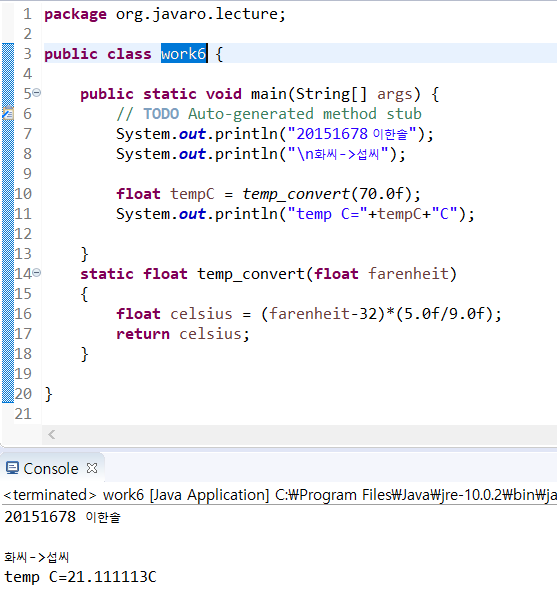 1 package org.javaro.lecture;
2
3 public class work6 {
4
5 public static void main(String[] args) {
6 // TODO Auto-generated method stub
7 System.out.println("20151678 이한솔");
8 System.out.println("\n화씨->섭씨");
9
10 float tempC = temp_convert(70.0f);
11 System.out.println("temp C="+tempC+"C");
12
13 }
14 static float temp_convert(float farenheit)
15 {
16 float celsius = (farenheit-32)*(5.0f/9.0f);
17 return celsius;
18 }
19
20 }
21
Console
<terminated> work6 [Java Application] C:₩Program Files₩Java₩jre-10.0.2₩bin₩ja
20151678 이한솔
화씨->섭씨
temp C=21.111113C